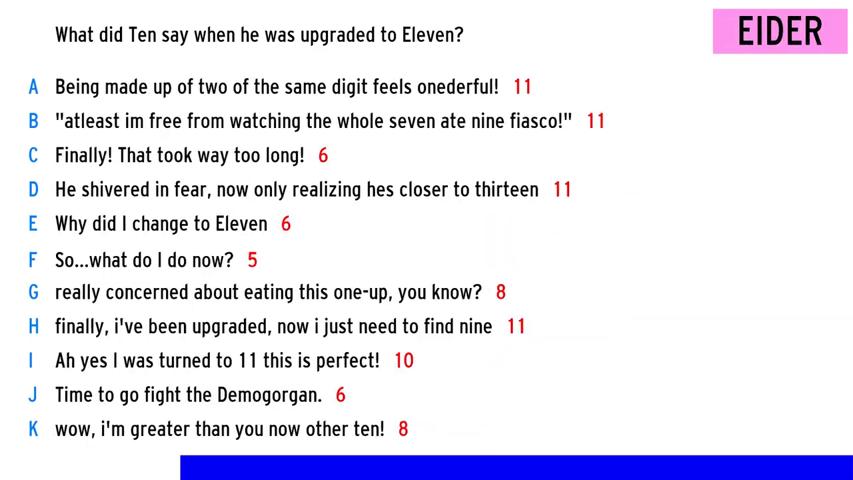 What did Ten say when he was upgraded to Eleven?
EIDER
A Being made up of two of the same digit feels onederful! 11
B "atleast im free from watching the whole seven ate nine fiasco!" 11
C Finally! That took way too long! 6
D He shivered in fear, now only realizing hes closer to thirteen 11
E Why did I change to Eleven 6
F So...what do I do now? 5
G really concerned about eating this one-up, you know? 8
H finally, i've been upgraded, now i just need to find nine 11
I Ah yes I was turned to 11 this is perfect! 10
J Time to go fight the Demogorgan. 6
K wow, i'm greater than you now other ten! 8